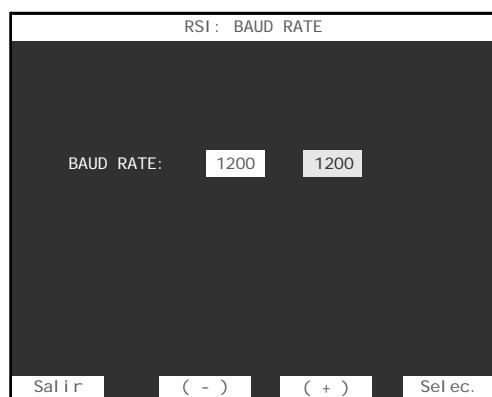 RSI: BAUD RATE
BAUD RATE: 1200 1200
Salir ( - ) ( + ) Selec.